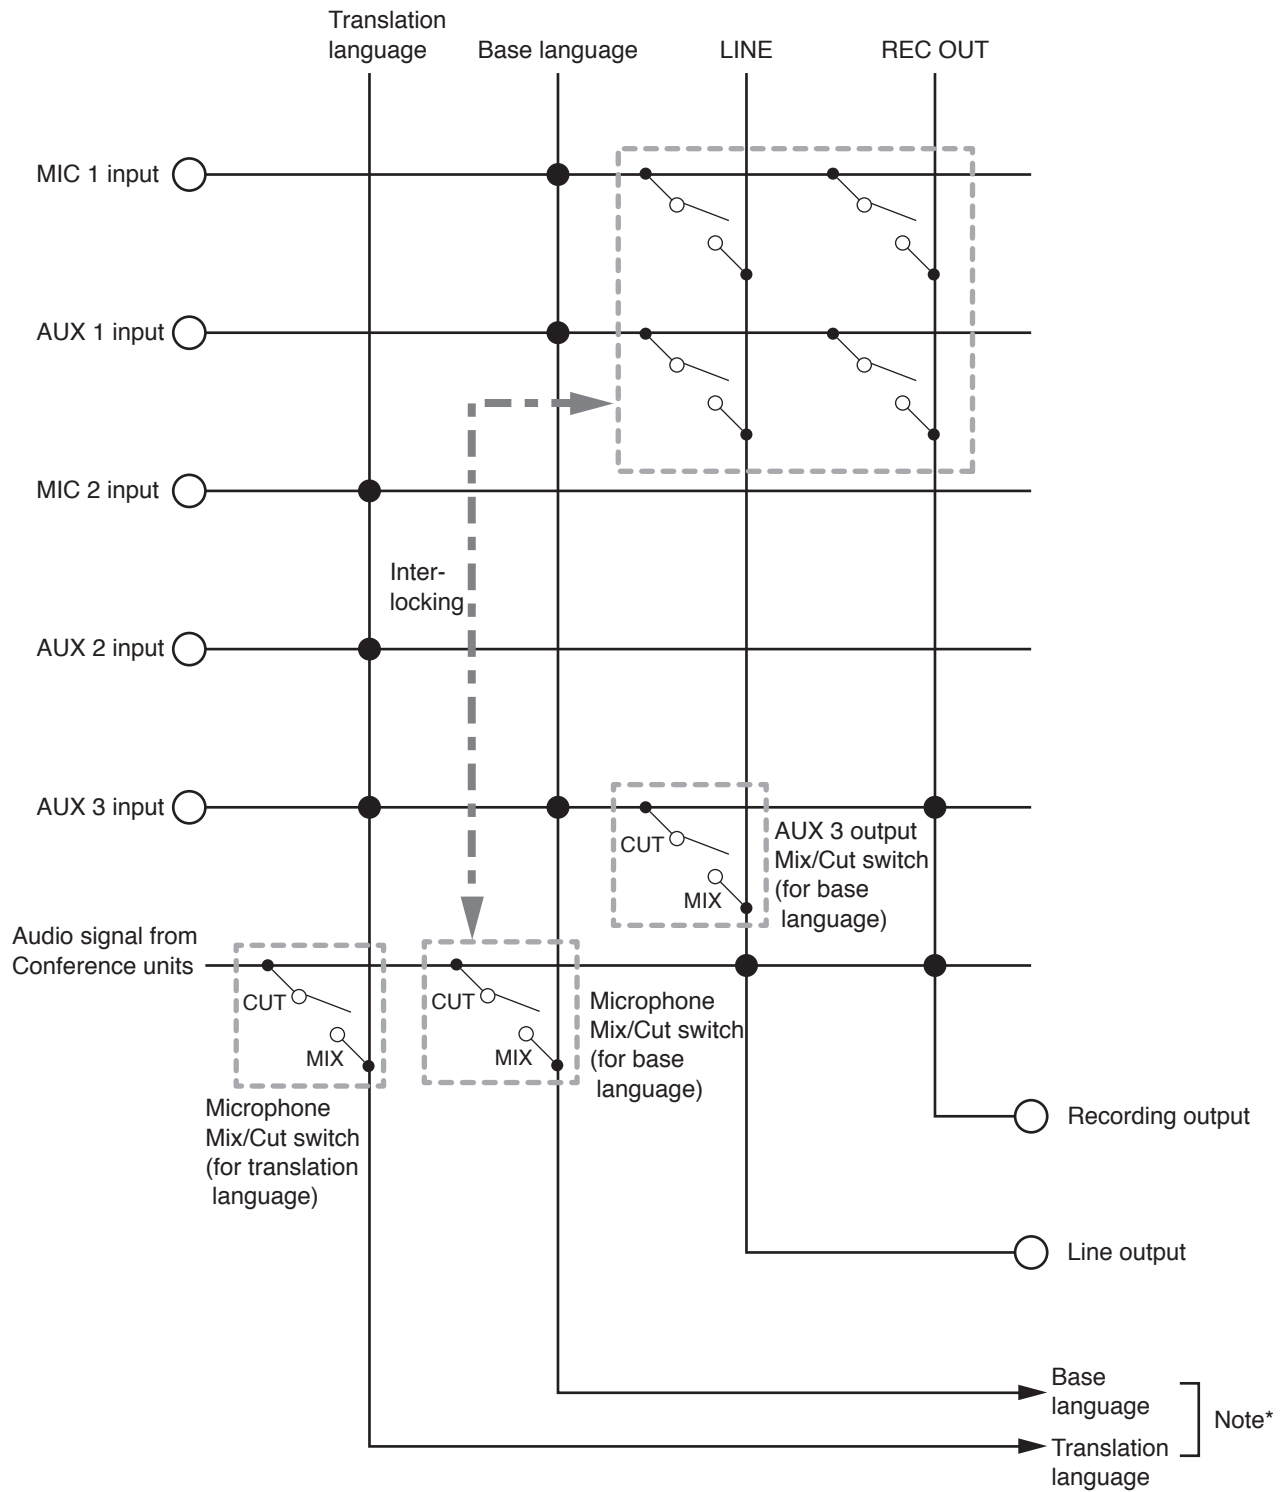 Translation
language
Base language
LINE
REC OUT
MIC 1 input
AUX 1 input
MIC 2 input
Inter-
locking
AUX 2 input
AUX 3 input
CUT
MIX
AUX 3 output
Mix/Cut switch
(for base
language)
Audio signal from
Conference units
CUT
MIX
Microphone
Mix/Cut switch
(for translation
language)
CUT
MIX
Microphone
Mix/Cut switch
(for base
language)
Recording output
Line output
Base
language
Translation
language
Note*